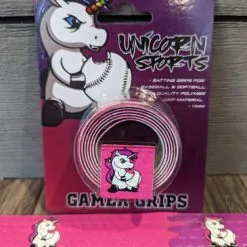 UNICORN
SPORTS
- BATTING GRIPS FOR
BASEBALL & SOFTBALL
QUALITY POLYMER
GRIP MATERIAL
GAMER GRIPS